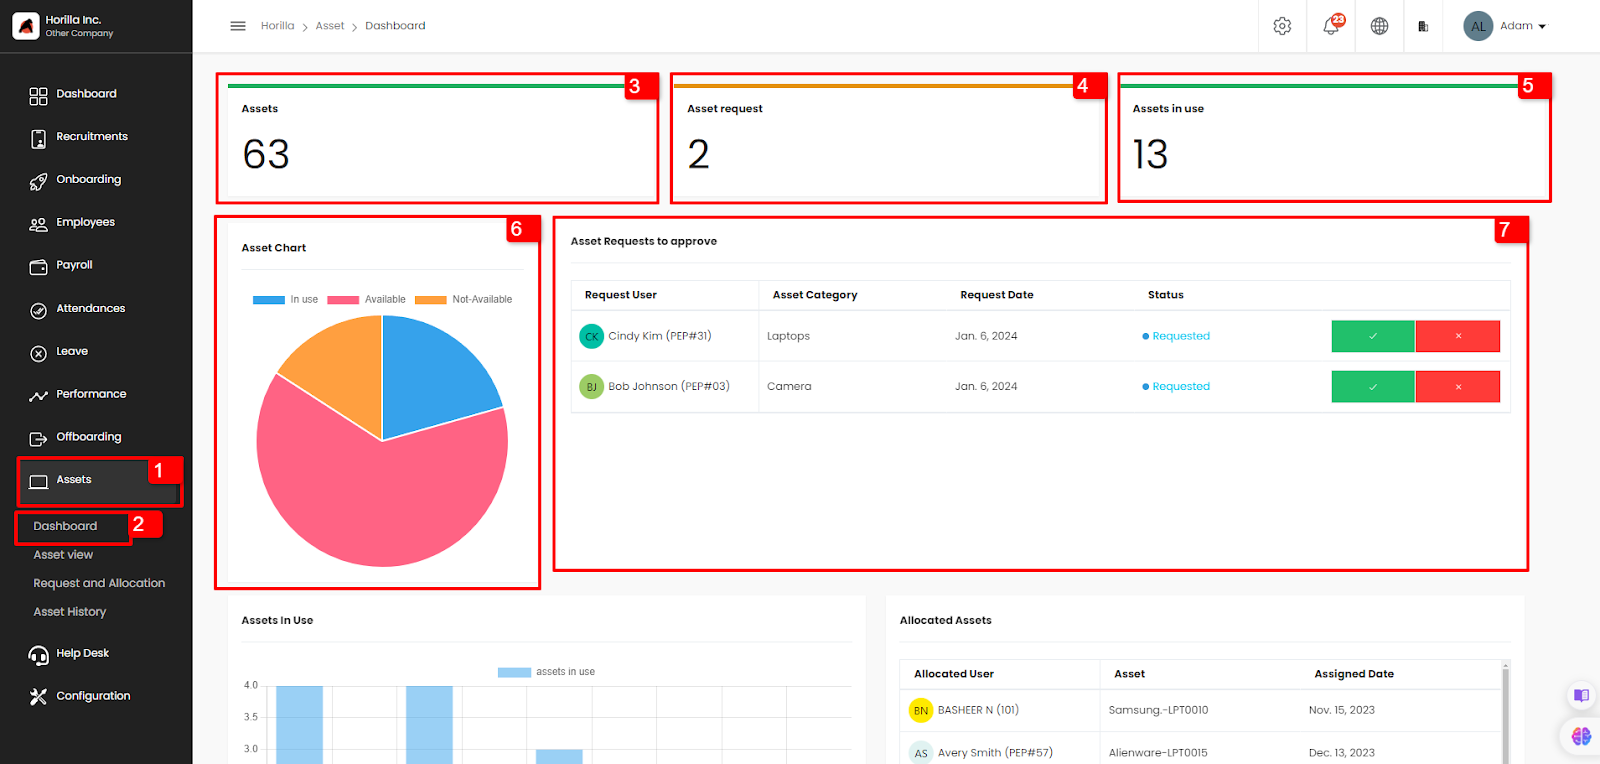 Horilla Inc.
Other Company
Horilla > Asset > Dashboard
23
AL Adam
Dashboard
Recruitments
Onboarding
Employees
Payroll
Attendances
Leave
Performance
Offboarding
Assets 1
Dashboard 2
Asset view
Request and Allocation
Asset History
Help Desk
Configuration
3
Assets
63
4
Asset request
2
5
Assets in use
13
6
Asset Chart
In use Available Not-Available
7
Asset Requests to approve
Request User Asset Category Request Date Status
CK Cindy Kim (PEP#31) Laptops Jan. 6, 2024 Requested
BJ Bob Johnson (PEP#03) Camera Jan. 6, 2024 Requested
Assets In Use
assets in use
4.0
3.5
3.0
Allocated Assets
Allocated User Asset Assigned Date
BN BASHEER N (101) Samsung.-LPT0010 Nov. 15, 2023
AS Avery Smith (PEP#57) Alienware-LPT0015 Dec. 13, 2023